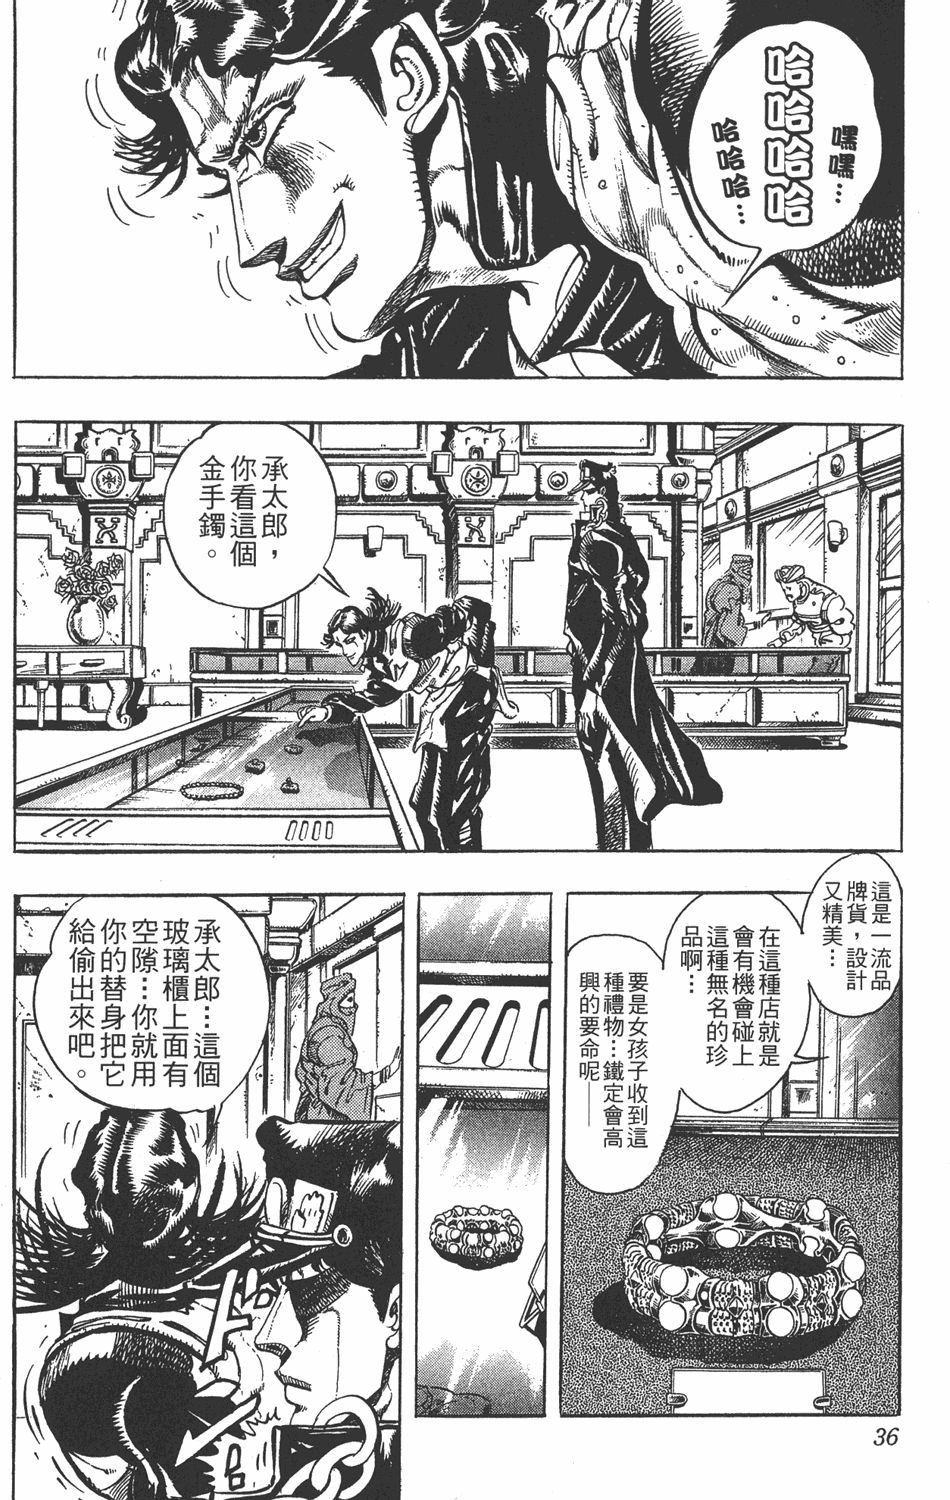 嘿嘿…
哈哈哈哈
哈哈哈…
承太郎，
你看這個
金手鐲。
這是一流品
牌貨，設計
又精美…
在這種店就是
會有機會碰上
這種無名的珍
品啊…
要是女孩子收到這
種禮物…鐵定會高
興的要命呢——
承太郎…這個
玻璃櫃上面有
空隙…你就用
你的替身把它
給偷出來吧。
36